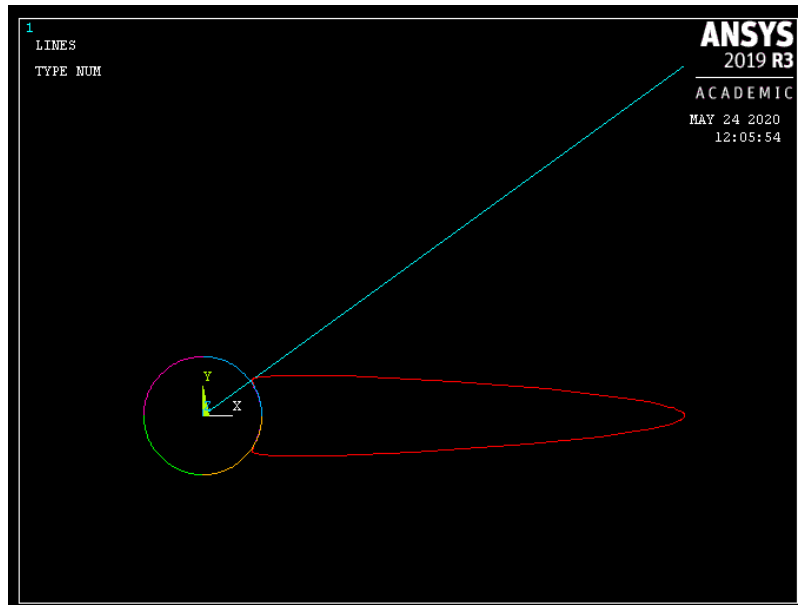 1
LINES
TYPE NUM
ANSYS
2019 R3
ACADEMIC
MAY 24 2020
12:05:54
Y
X